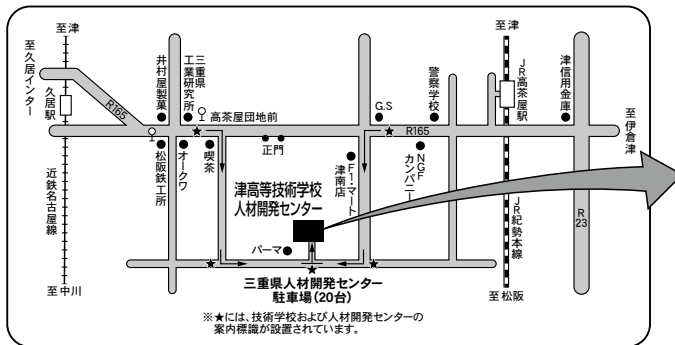 至津
至久居インター
久居駅
R165
近鉄名古屋線
至中川
井村屋製菓
三重県
工業研究所
高茶屋団地前
松阪鉄工所
オークワ
喫茶
正門
津高等技術学校
人材開発センター
パーマ
三重県人材開発センター
駐車場(20台)
※★には、技術学校および人材開発センターの
案内標識が設置されています。
G.S
警察学校
R165
F1・マート
津南店
NGF
カンパニー
至津
JR高茶屋駅
JR紀勢本線
至松阪
津信用金庫
至伊倉津
R
23